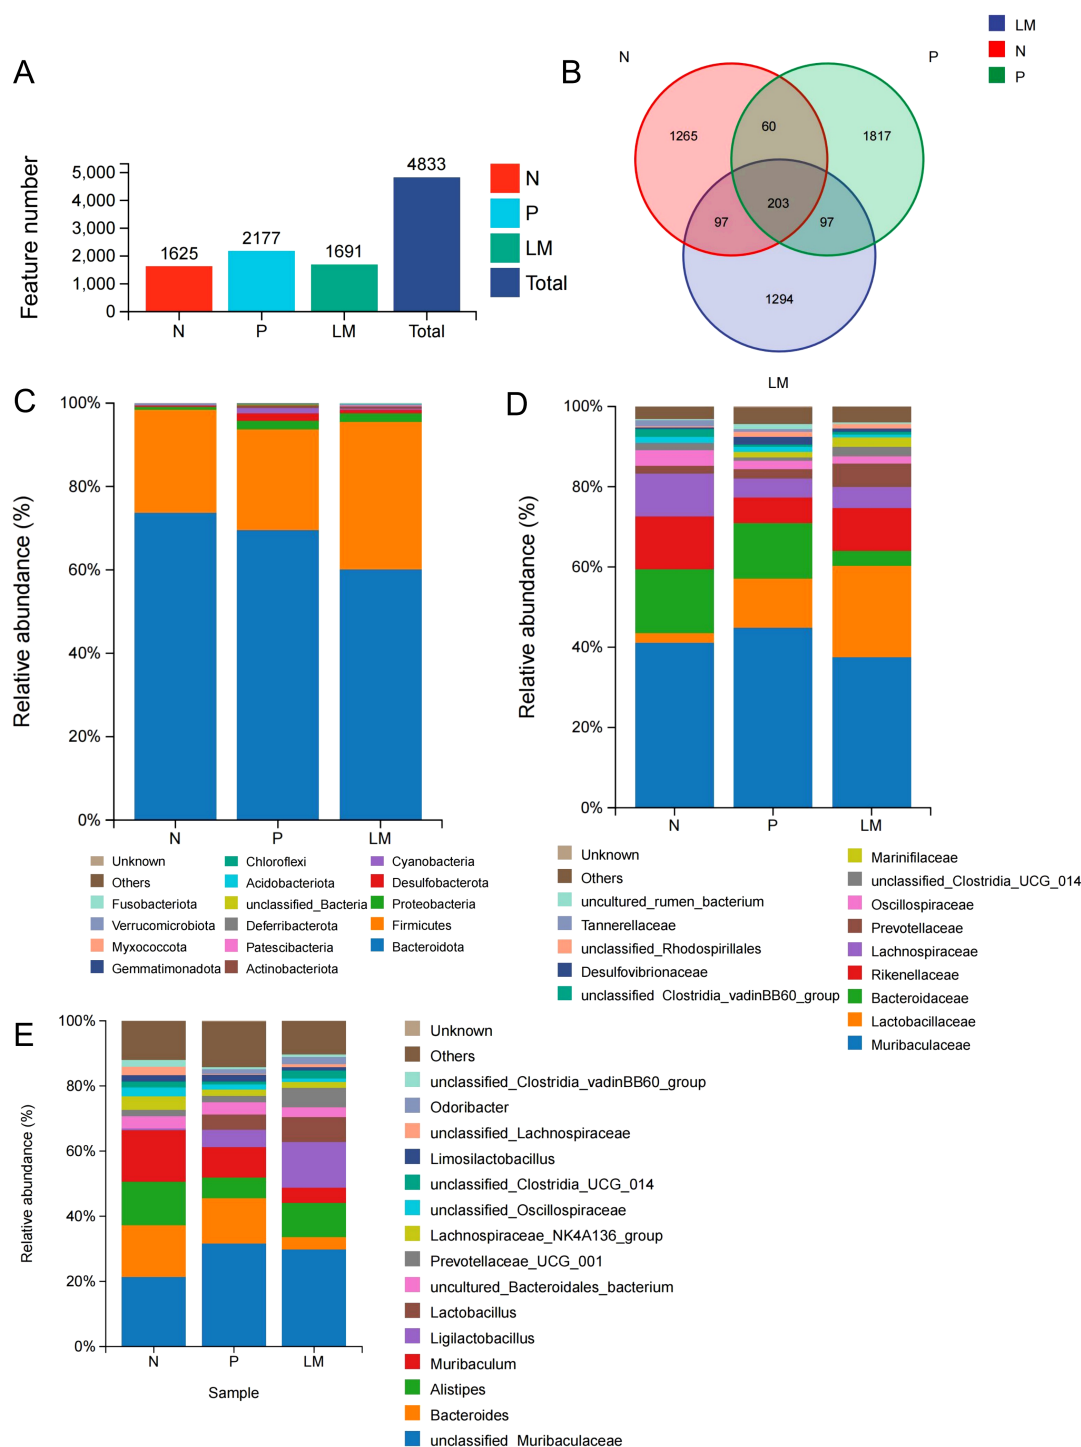 A
Feature number
5,000
4,000
3,000
2,000
1,000
0
1625
2177
1691
4833
N
P
LM
Total
N
P
LM
Total
B
N
P
LM
LM
N
P
1265
60
1817
203
97
97
1294
C
Relative abundance (%)
100%
80%
60%
40%
20%
0%
N
P
LM
Unknown
Others
Fusobacteriota
Verrucomicrobiota
Myxococcota
Gemmatimonadota
Chloroflexi
Acidobacteriota
unclassified_Bacteria
Deferribacterota
Patescibacteria
Actinobacteriota
Cyanobacteria
Desulfobacterota
Proteobacteria
Firmicutes
Bacteroidota
D
Relative abundance (%)
100%
80%
60%
40%
20%
0%
N
P
LM
Unknown
Others
uncultured_rumen_bacterium
Tannerellaceae
unclassified_Rhodospirillales
Desulfovibrionaceae
unclassified_Clostridia_vadinBB60_group
Marinifilaceae
unclassified_Clostridia_UCG_014
Oscillospiraceae
Prevotellaceae
Lachnospiraceae
Rikenellaceae
Bacteroidaceae
Lactobacillaceae
Muribaculaceae
E
Relative abundance (%)
100%
80%
60%
40%
20%
0%
N
P
LM
Sample
Unknown
Others
unclassified_Clostridia_vadinBB60_group
Odoribacter
unclassified_Lachnospiraceae
Limosilactobacillus
unclassified_Clostridia_UCG_014
unclassified_Oscillospiraceae
Lachnospiraceae_NK4A136_group
Prevotellaceae_UCG_001
uncultured_Bacteroidales_bacterium
Lactobacillus
Ligilactobacillus
Muribaculum
Alistipes
Bacteroides
unclassified_Muribaculaceae